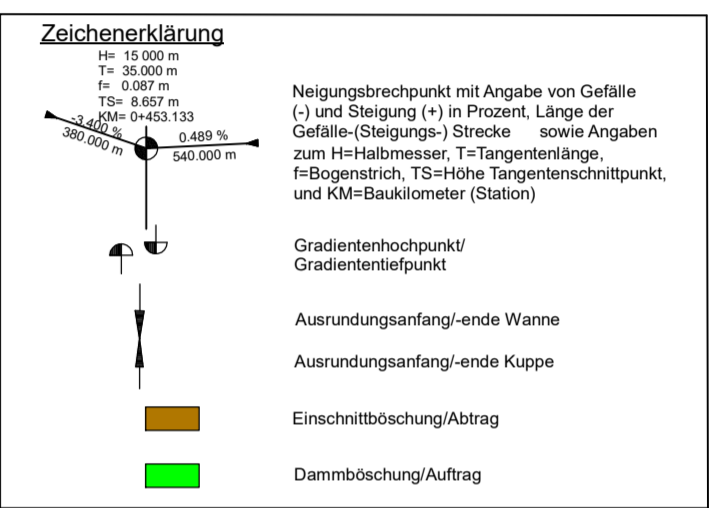 Zeichenerklärung
H= 15 000 m
T= 35.000 m
f= 0.087 m
TS= 8.657 m
KM= 0+453.133
-3.400 %
380.000 m
0.489 %
540.000 m
Neigungsbrechpunkt mit Angabe von Gefälle
(-) und Steigung (+) in Prozent, Länge der
Gefälle-(Steigungs-) Strecke sowie Angaben
zum H=Halbmesser, T=Tangentenlänge,
f=Bogenstrich, TS=Höhe Tangentenschnittpunkt,
und KM=Baukilometer (Station)
Gradientenhochpunkt/
Gradiententiefpunkt
Ausrundungsanfang/-ende Wanne
Ausrundungsanfang/-ende Kuppe
Einschnittböschung/Abtrag
Dammböschung/Auftrag